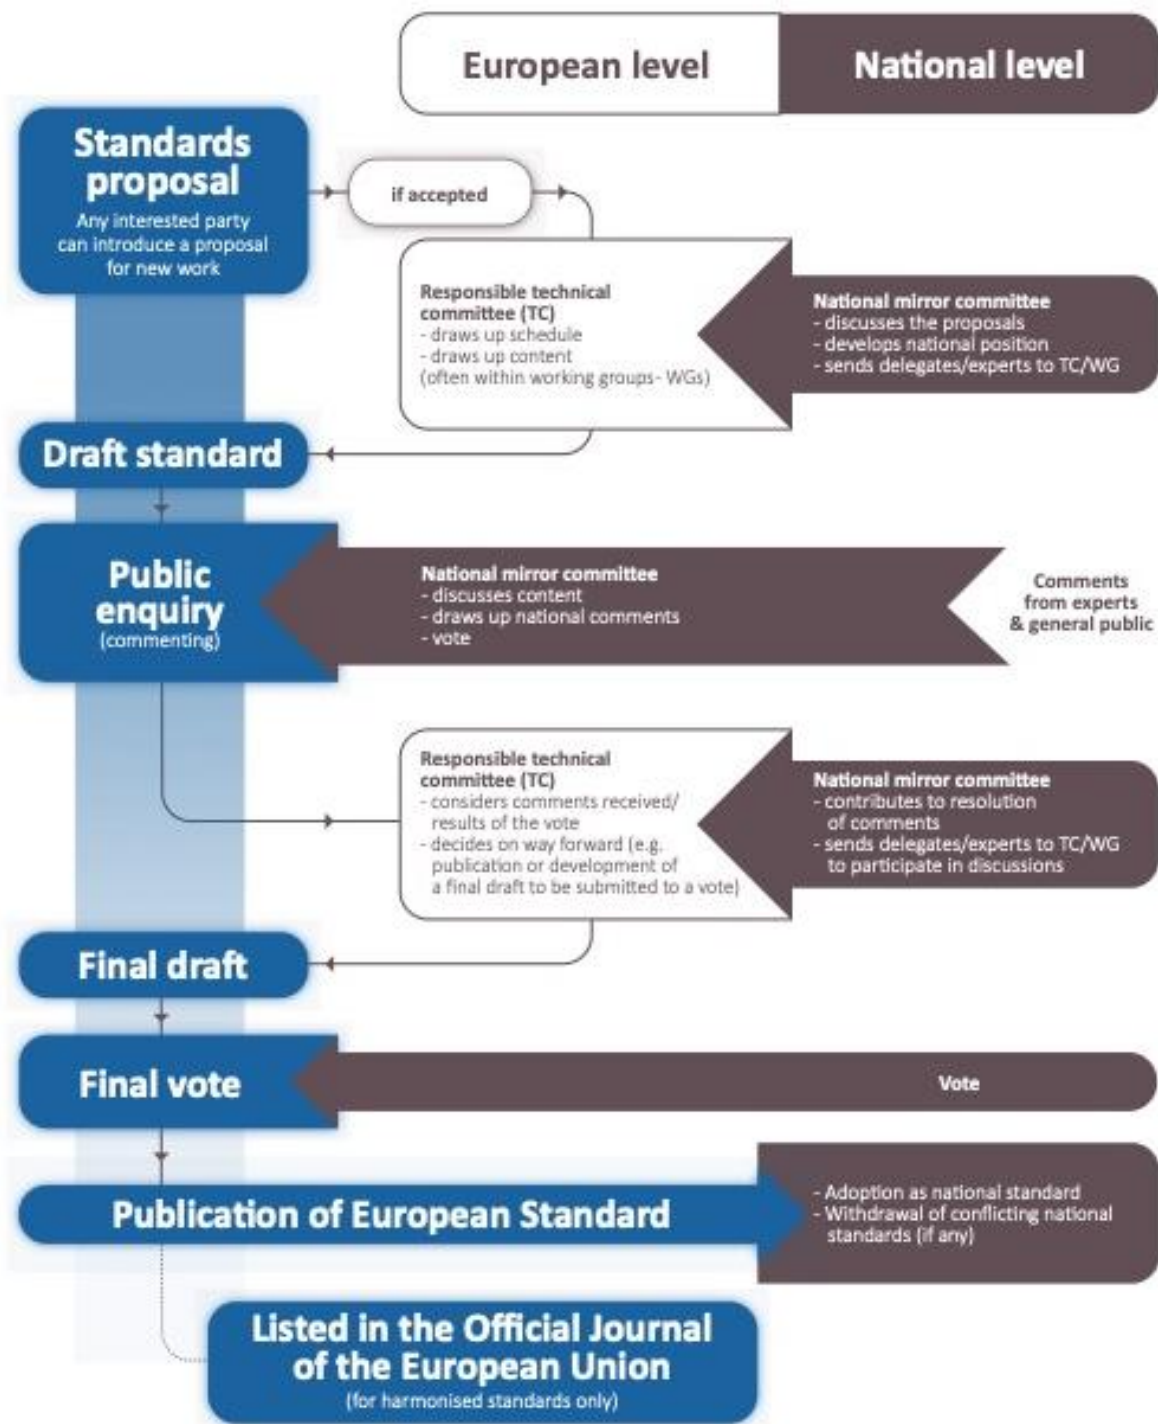 European level
National level
Standards
proposal
Any interested party
can introduce a proposal
for new work
if accepted
Responsible technical
committee (TC)
- draws up schedule
- draws up content
(often within working groups- WGs)
National mirror committee
- discusses the proposals
- develops national position
- sends delegates/experts to TC/WG
Draft standard
Public
enquiry
(commenting)
National mirror committee
- discusses content
- draws up national comments
- vote
Comments
from experts
& general public
Responsible technical
committee (TC)
- considers comments received/
results of the vote
- decides on way forward (e.g.
publication or development of
a final draft to be submitted to a vote)
National mirror committee
- contributes to resolution
of comments
- sends delegates/experts to TC/WG
to participate in discussions
Final draft
Final vote
Vote
Publication of European Standard
- Adoption as national standard
- Withdrawal of conflicting national
standards (if any)
Listed in the Official Journal
of the European Union
(for harmonised standards only)